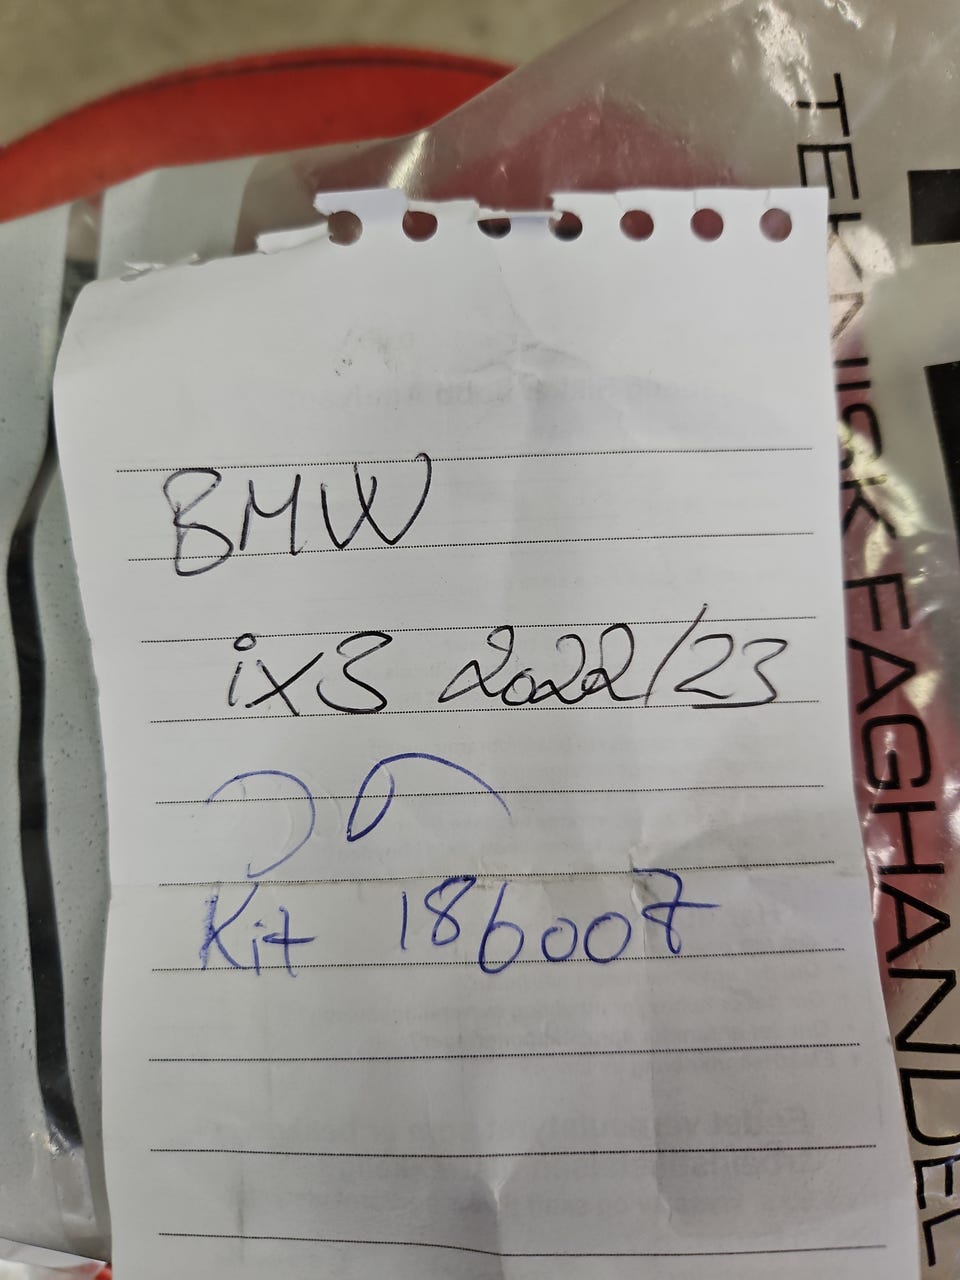 BMW
ix3 2022/23
Kit 186007
TEKNISK FAGHANDEL